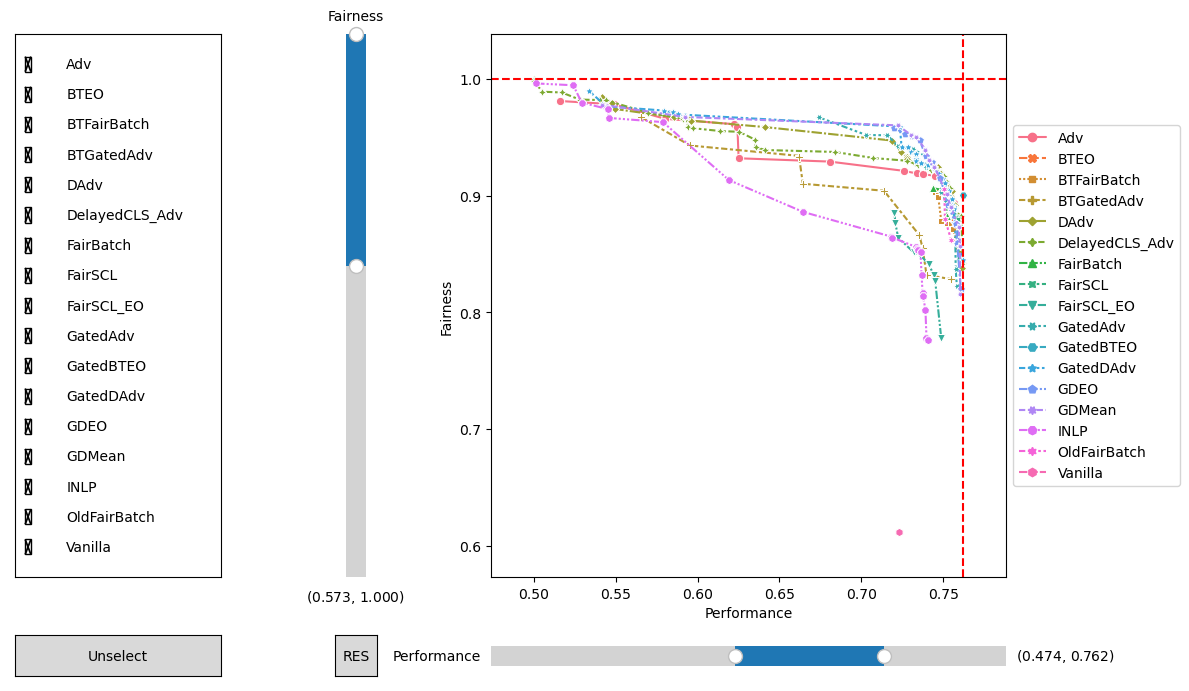 Fairness
Adv
BTEO
BTFairBatch
BTGatedAdv
DAdv
DelayedCLS_Adv
FairBatch
FairSCL
FairSCL_EO
GatedAdv
GatedBTEO
GatedDAdv
GDEO
GDMean
INLP
OldFairBatch
Vanilla
(0.573, 1.000)
Unselect
RES
Fairness
1.0
0.9
0.8
0.7
0.6
0.50 0.55 0.60 0.65 0.70 0.75
Performance
Adv
BTEO
BTFairBatch
BTGatedAdv
DAdv
DelayedCLS_Adv
FairBatch
FairSCL
FairSCL_EO
GatedAdv
GatedBTEO
GatedDAdv
GDEO
GDMean
INLP
OldFairBatch
Vanilla
Performance
(0.474, 0.762)